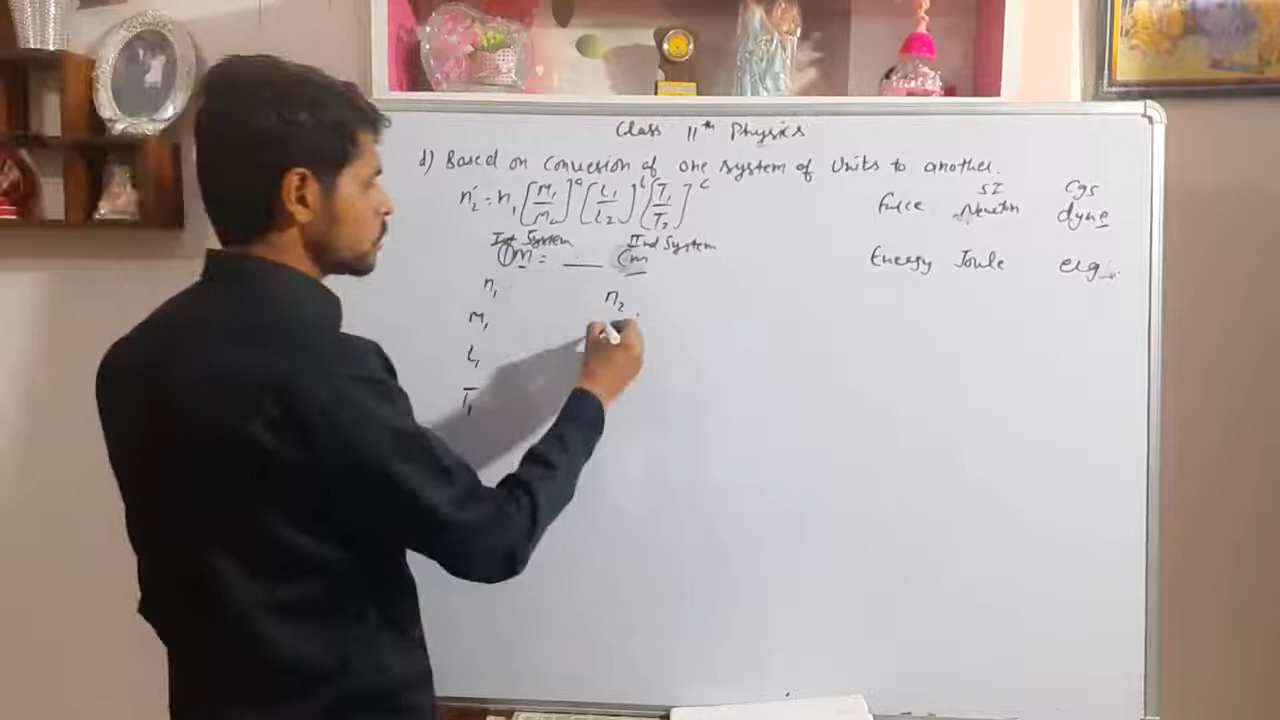 Class 11th Physics
d) Based on conversion of one system of Units to another.
n2 = n1 [M1/M2]^a [L1/L2]^b [T1/T2]^c
SI CGS
Force Newton dyne
Ist System IInd System
1m = __ cm
Energy Joule erg
n1 n2
M1
L1
T1